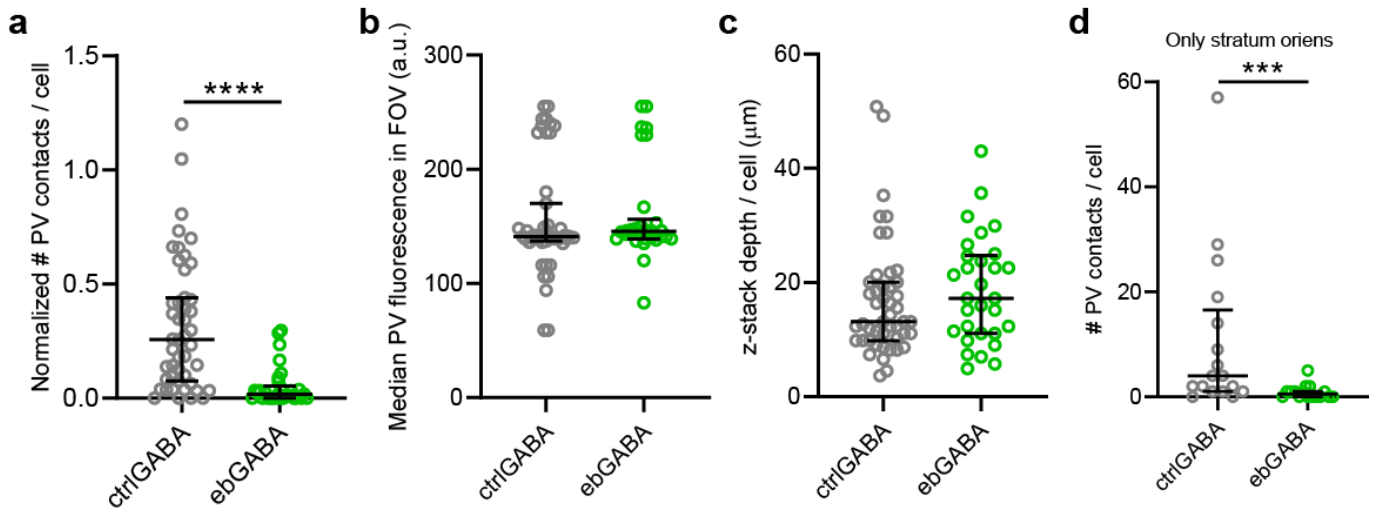 a
Normalized # PV contacts / cell
1.5
1.0
0.5
0.0
****
ctrlGABA
ebGABA
b
Median PV fluorescence in FOV (a.u.)
300
200
100
0
ctrlGABA
ebGABA
c
z-stack depth / cell (μm)
60
40
20
0
ctrlGABA
ebGABA
d
Only stratum oriens
# PV contacts / cell
60
40
20
0
***
ctrlGABA
ebGABA